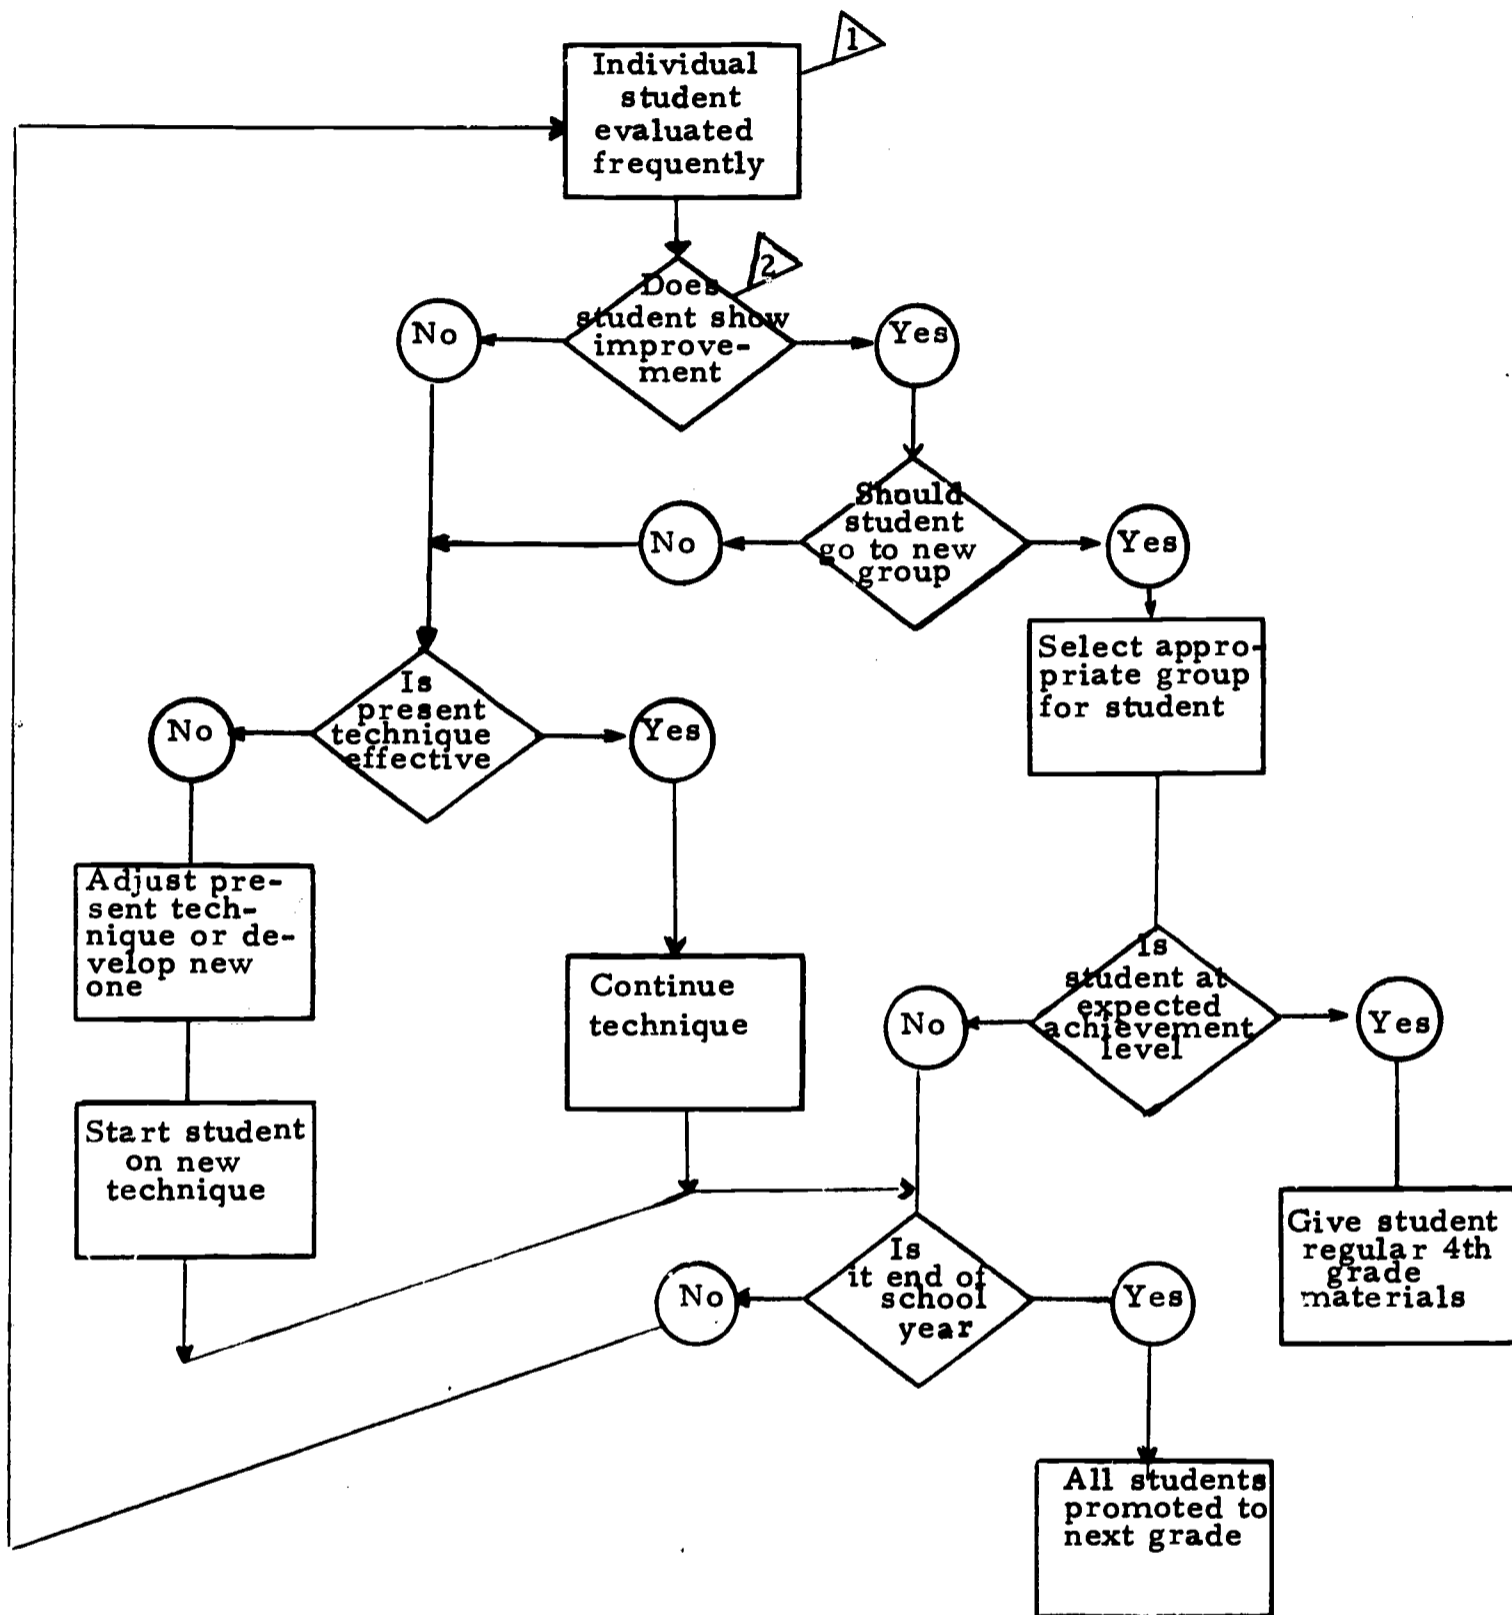 1
Individual
student
evaluated
frequently
2
Does
student show
improve-
ment
No
Yes
Should
student
go to new
group
No
Yes
Select appro-
priate group
for student
Is
present
technique
effective
No
Yes
Adjust pre-
sent tech-
nique or de-
velop new
one
Continue
technique
Is
student at
expected
achievement
level
No
Yes
Start student
on new
technique
Give student
regular 4th
grade
materials
Is
it end of
school
year
No
Yes
All students
promoted to
next grade